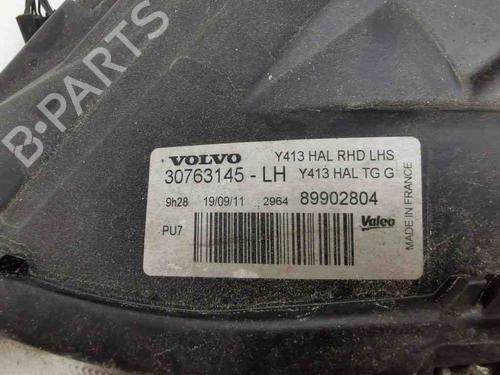 B-PARTS
VOLVO Y413 HAL RHD LHS
30763145 - LH Y413 HAL TG G
9h28 19/09/11 2964 89902804
PU7
Valeo
MADE IN FRANCE